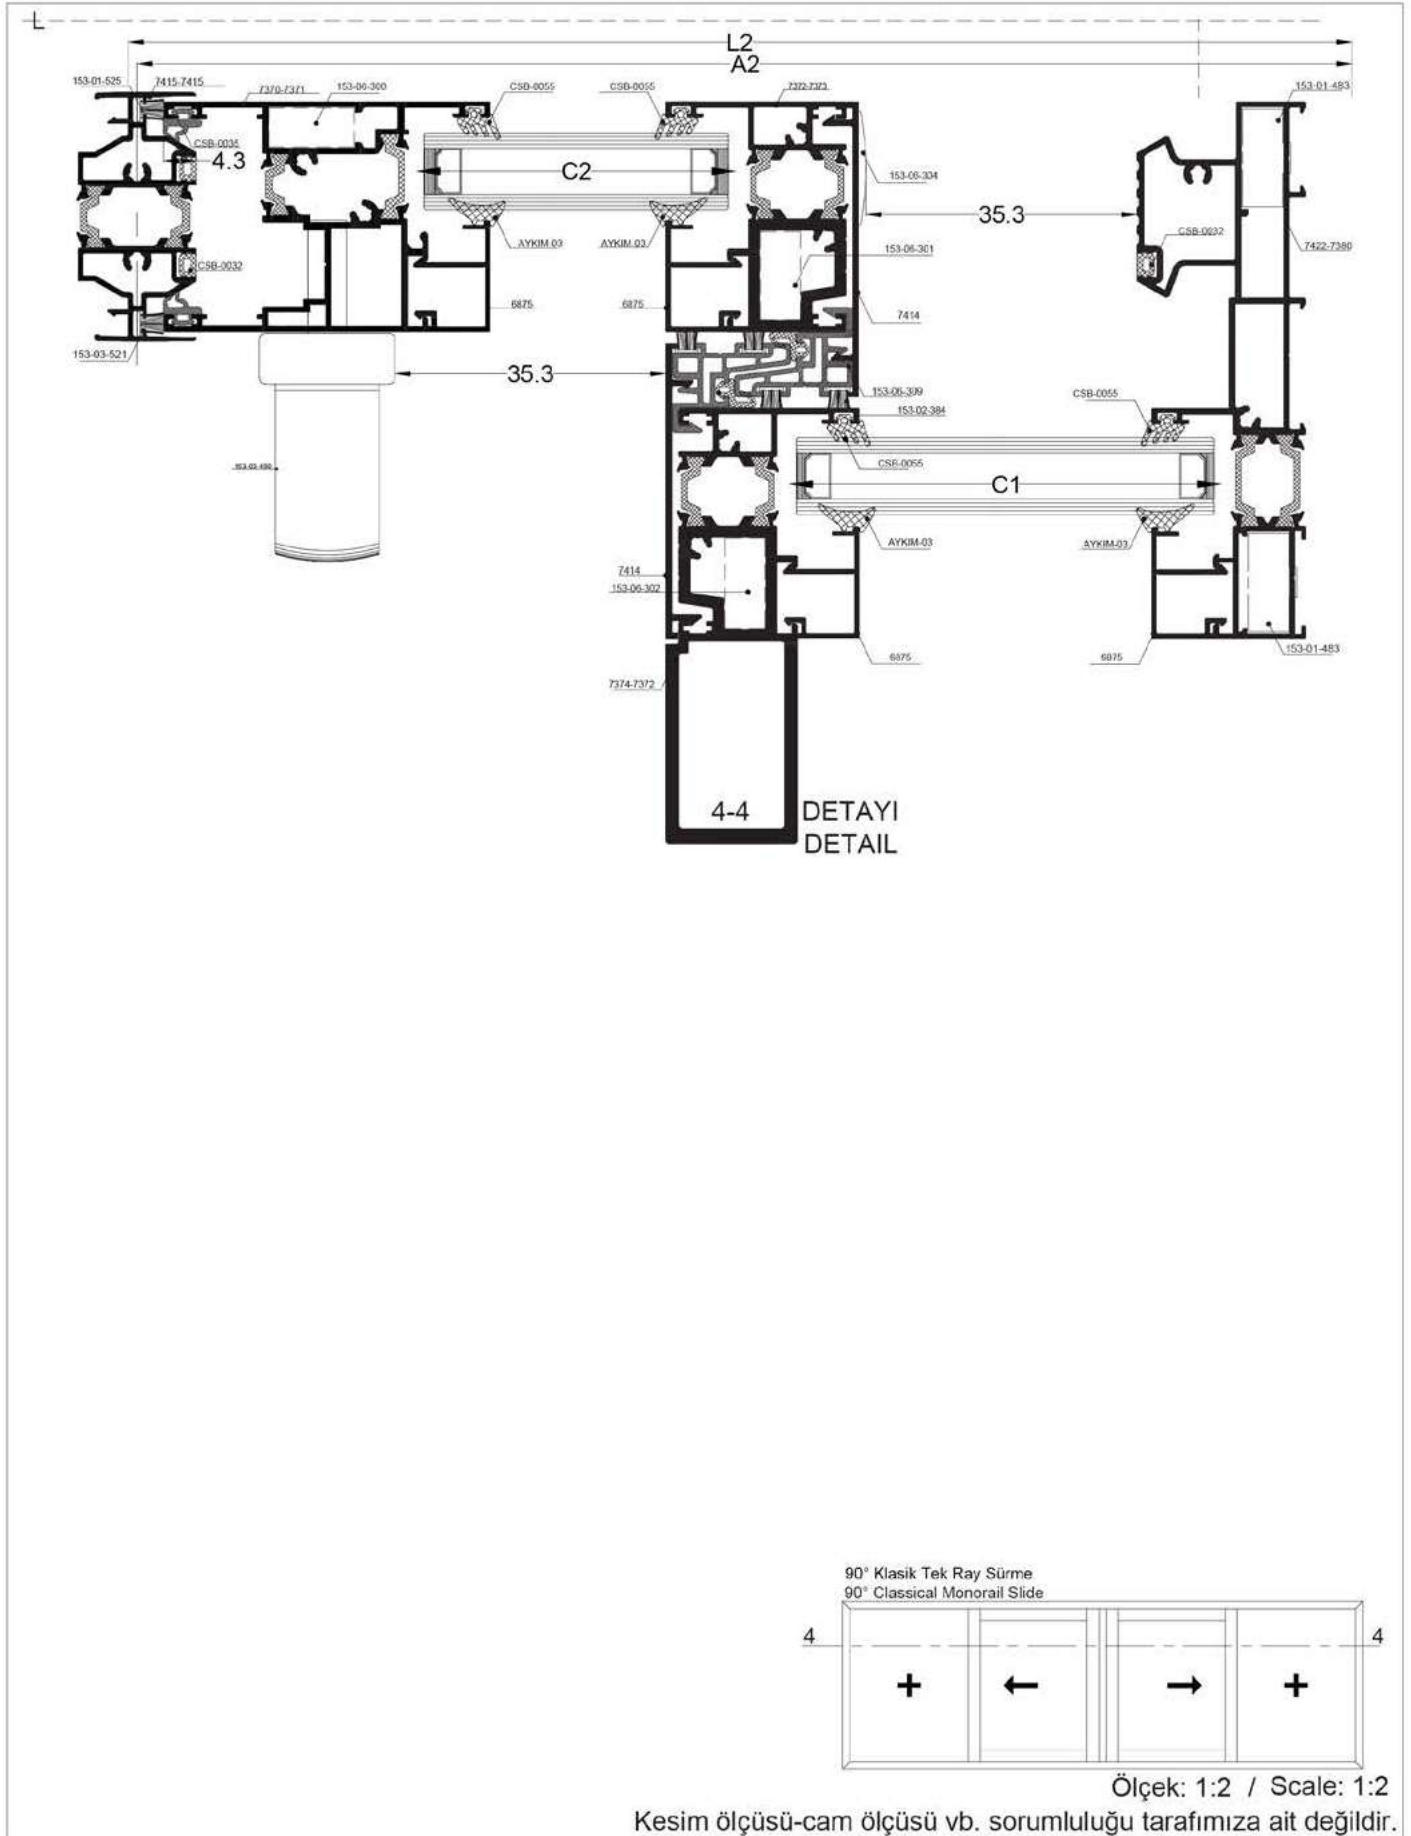 L
L2
A2
153-01-525
7415-7415
7370-7371
153-06-300
CSB-0055
CSB-0055
7372-7373
153-01-483
CSB-0035
4.3
C2
153-06-304
35.3
AYKIM-03
AYKIM-03
153-06-301
CSB-0032
7422-7380
CSB-0032
6875
6875
7414
153-03-521
35.3
153-06-309
CSB-0055
153-02-384
CSB-0055
C1
AYKIM-03
AYKIM-03
7414
153-06-302
6875
6875
153-01-483
7374-7372
4-4 DETAYI
DETAIL
90° Klasik Tek Ray Sürme
90° Classical Monorail Slide
4 4
Ölçek: 1:2 / Scale: 1:2
Kesim ölçüsü-cam ölçüsü vb. sorumluluğu tarafımıza ait değildir.